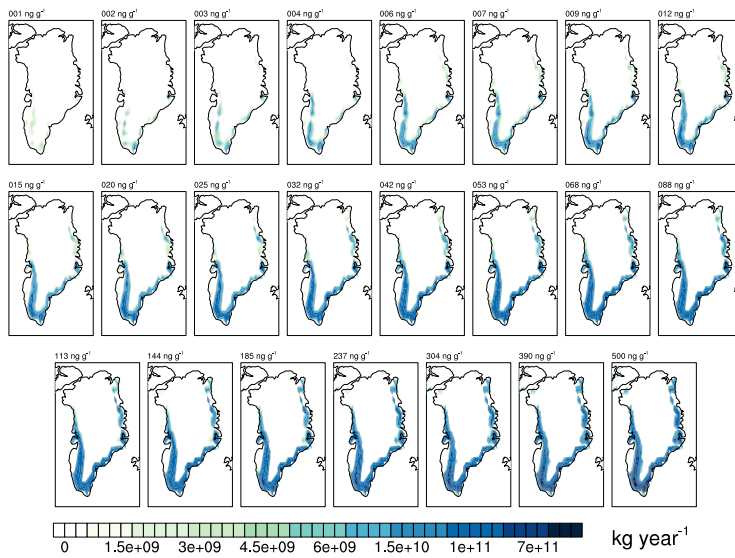 001 ng g⁻¹ 002 ng g⁻¹ 003 ng g⁻¹ 004 ng g⁻¹ 006 ng g⁻¹ 007 ng g⁻¹ 009 ng g⁻¹ 012 ng g⁻¹
015 ng g⁻¹ 020 ng g⁻¹ 025 ng g⁻¹ 032 ng g⁻¹ 042 ng g⁻¹ 053 ng g⁻¹ 068 ng g⁻¹ 088 ng g⁻¹
113 ng g⁻¹ 144 ng g⁻¹ 185 ng g⁻¹ 237 ng g⁻¹ 304 ng g⁻¹ 390 ng g⁻¹ 500 ng g⁻¹
0 1.5e+09 3e+09 4.5e+09 6e+09 1.5e+10 1e+11 7e+11 kg year⁻¹